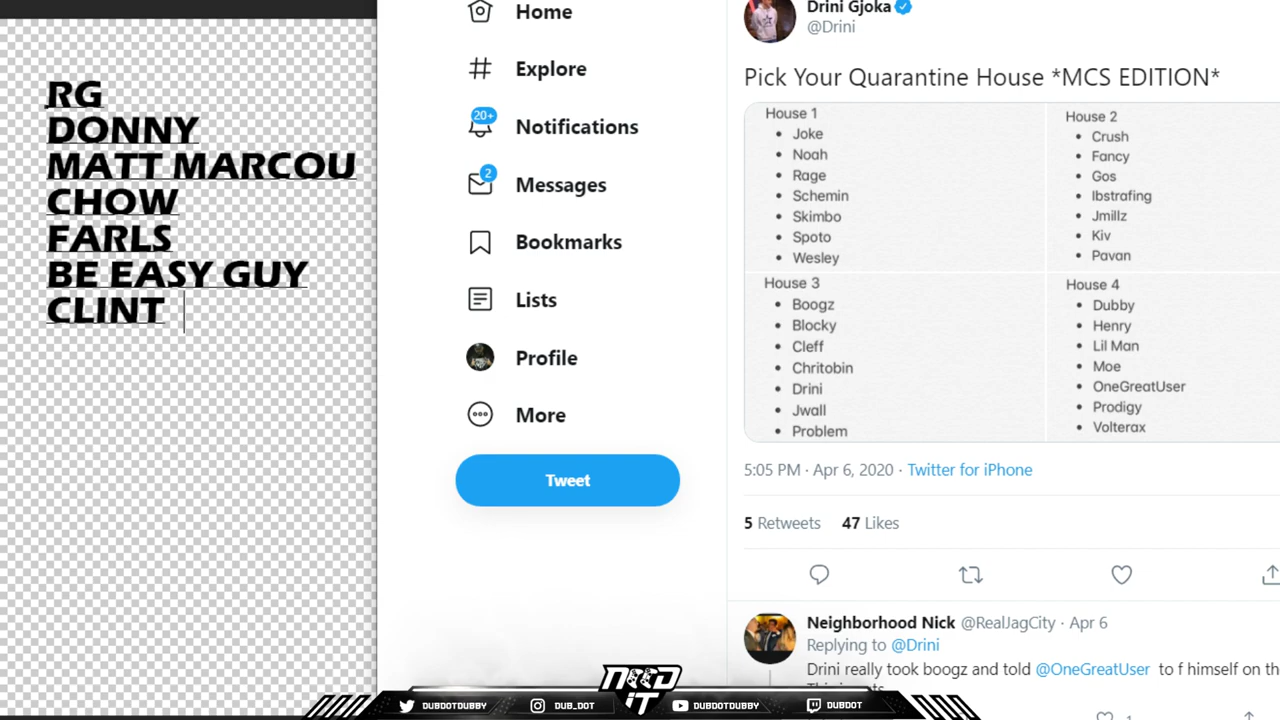 RG
DONNY
MATT MARCOU
CHOW
FARLS
BE EASY GUY
CLINT
Home
Explore
20+
Notifications
2
Messages
Bookmarks
Lists
Profile
More
Tweet
Drini Gjoka
@Drini
Pick Your Quarantine House *MCS EDITION*
House 1
• Joke
• Noah
• Rage
• Schemin
• Skimbo
• Spoto
• Wesley
House 2
• Crush
• Fancy
• Gos
• Ibstrafing
• Jmillz
• Kiv
• Pavan
House 3
• Boogz
• Blocky
• Cleff
• Chritobin
• Drini
• Jwall
• Problem
House 4
• Dubby
• Henry
• Lil Man
• Moe
• OneGreatUser
• Prodigy
• Volterax
5:05 PM · Apr 6, 2020 · Twitter for iPhone
5 Retweets 47 Likes
Neighborhood Nick @RealJagCity · Apr 6
Replying to @Drini
Drini really took boogz and told @OneGreatUser to f himself on th
NEED
iT
DUBDOTDUBBY
DUB_DOT
DUBDOTDUBBY
DUBDOT